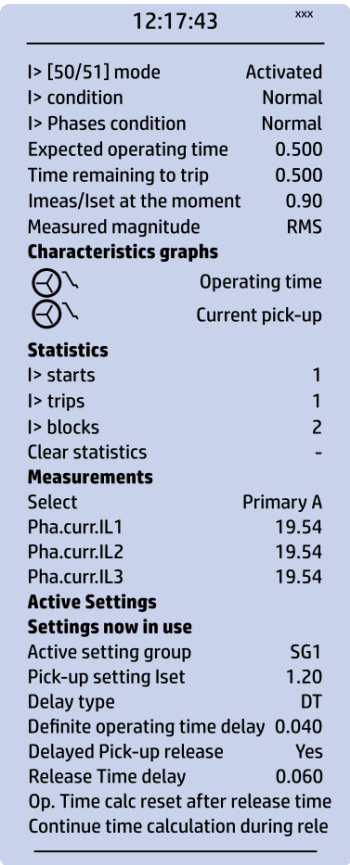 12:17:43 xxx
I> [50/51] mode Activated
I> condition Normal
I> Phases condition Normal
Expected operating time 0.500
Time remaining to trip 0.500
Imeas/Iset at the moment 0.90
Measured magnitude RMS
Characteristics graphs
Operating time
Current pick-up
Statistics
I> starts 1
I> trips 1
I> blocks 2
Clear statistics -
Measurements
Select Primary A
Pha.curr.IL1 19.54
Pha.curr.IL2 19.54
Pha.curr.IL3 19.54
Active Settings
Settings now in use
Active setting group SG1
Pick-up setting Iset 1.20
Delay type DT
Definite operating time delay 0.040
Delayed Pick-up release Yes
Release Time delay 0.060
Op. Time calc reset after release time
Continue time calculation during rele